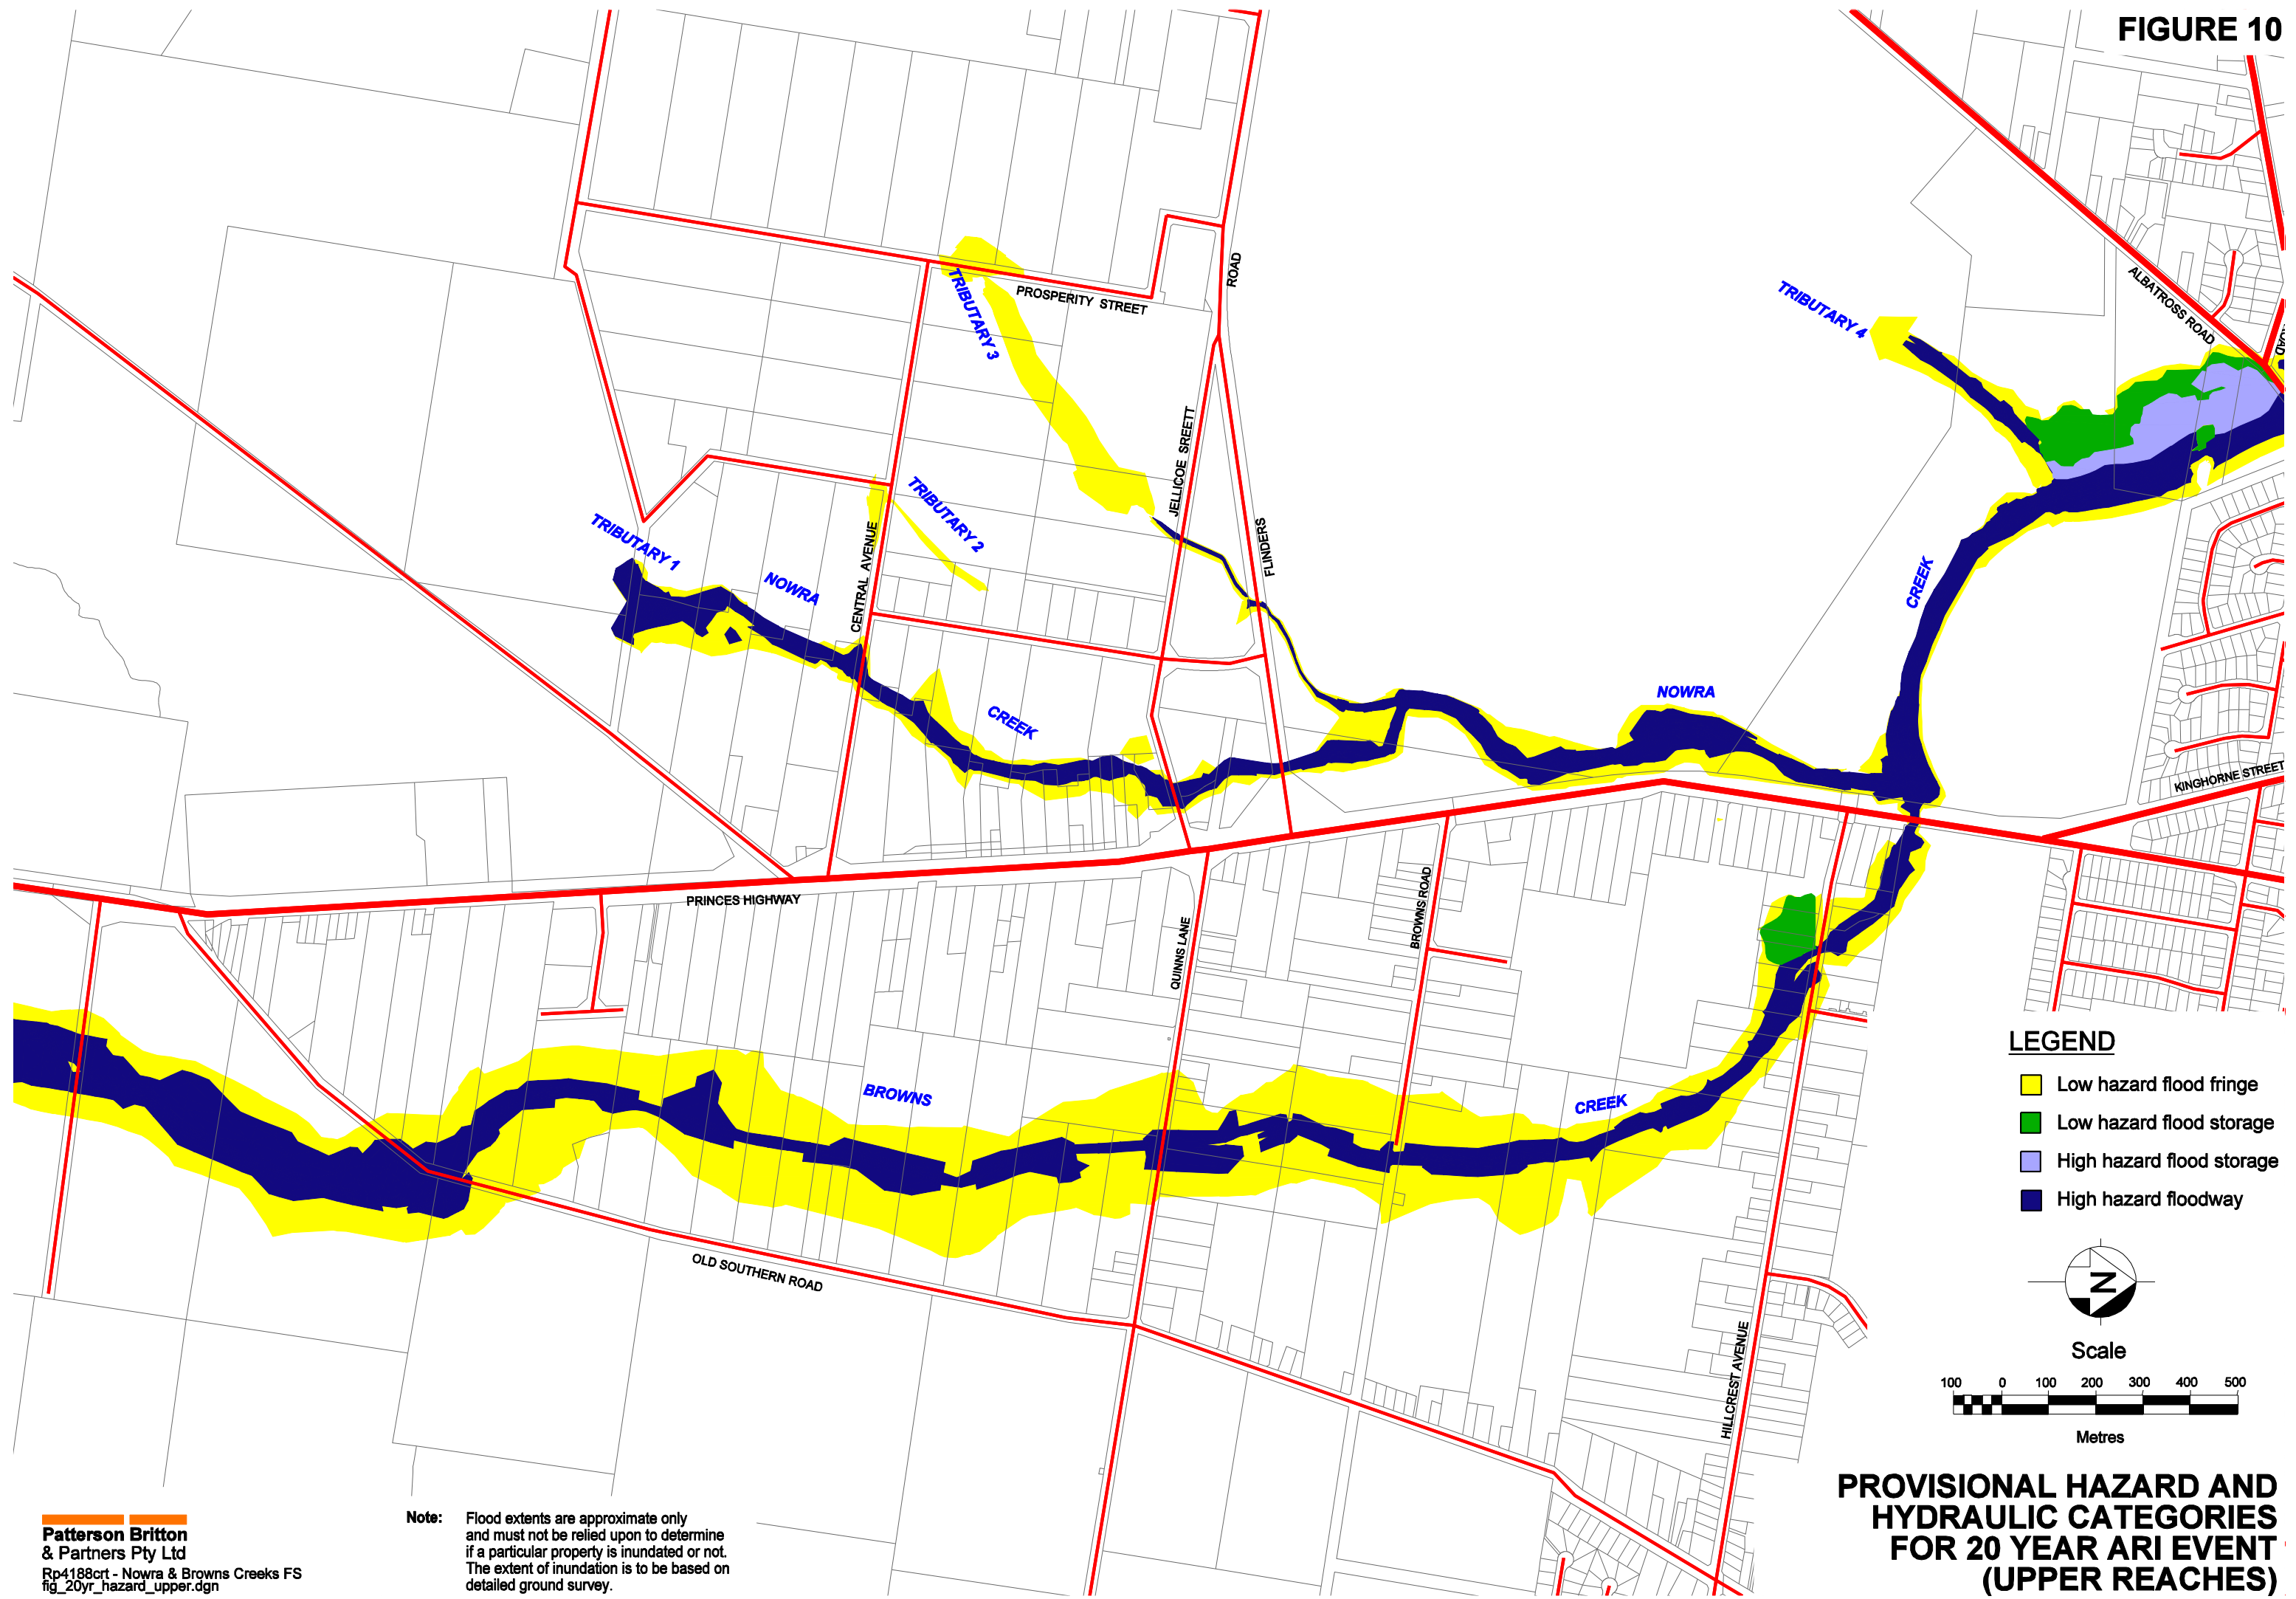 FIGURE 10
ALBATROSS ROAD
ROAD
TRIBUTARY 4
TRIBUTARY 3
PROSPERITY STREET
ROAD
JELLICOE SREETT
FLINDERS
TRIBUTARY 2
TRIBUTARY 1
NOWRA
CENTRAL AVENUE
CREEK
CREEK
NOWRA
KINGHORNE STREET
PRINCES HIGHWAY
QUINNS LANE
BROWNS ROAD
BROWNS
CREEK
OLD SOUTHERN ROAD
HILLCREST AVENUE
LEGEND
Low hazard flood fringe
Low hazard flood storage
High hazard flood storage
High hazard floodway
N
Scale
100 0 100 200 300 400 500
Metres
PROVISIONAL HAZARD AND
HYDRAULIC CATEGORIES
FOR 20 YEAR ARI EVENT
(UPPER REACHES)
Patterson Britton
& Partners Pty Ltd
Rp4188crt - Nowra & Browns Creeks FS
fig_20yr_hazard_upper.dgn
Note: Flood extents are approximate only
and must not be relied upon to determine
if a particular property is inundated or not.
The extent of inundation is to be based on
detailed ground survey.